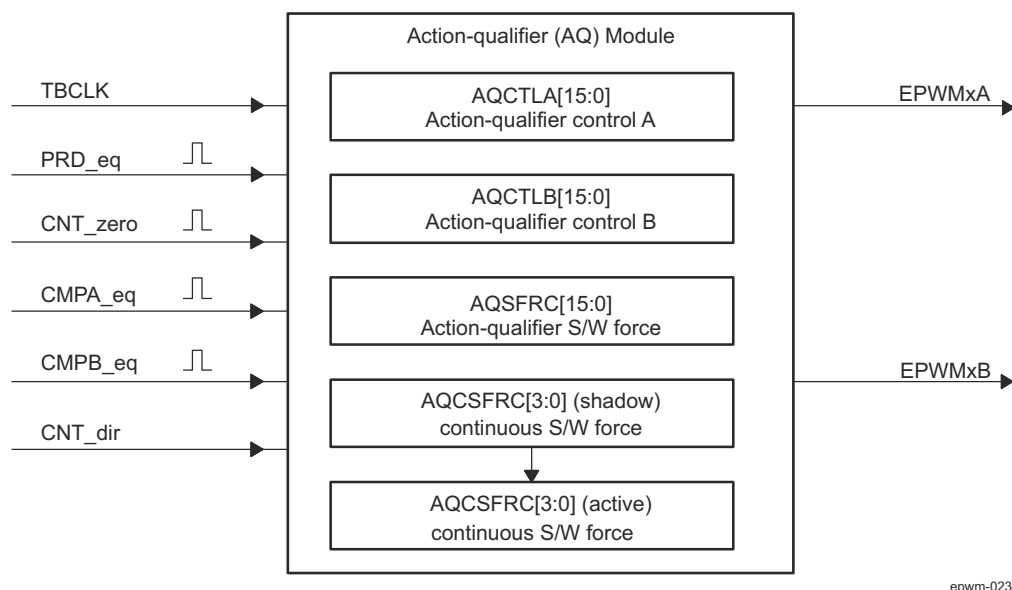 Action-qualifier (AQ) Module
TBCLK
PRD_eq
CNT_zero
CMPA_eq
CMPB_eq
CNT_dir
AQCTLA[15:0]
Action-qualifier control A
AQCTLB[15:0]
Action-qualifier control B
AQSFRC[15:0]
Action-qualifier S/W force
AQCSFRC[3:0] (shadow)
continuous S/W force
AQCSFRC[3:0] (active)
continuous S/W force
EPWMxA
EPWMxB
epwm-023